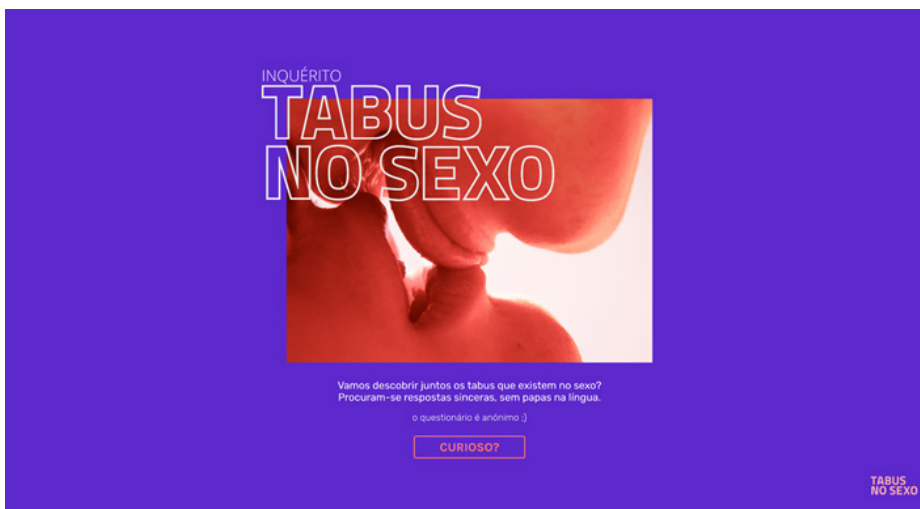 INQUÉRITO
TABUS
NO SEXO
Vamos descobrir juntos os tabus que existem no sexo?
Procuram-se respostas sinceras, sem papas na língua.
o questionário é anónimo :)
CURIOSO?
TABUS
NO SEXO